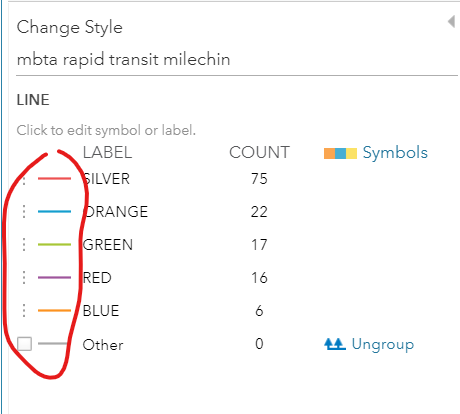 Change Style
mbta rapid transit milechin
LINE
Click to edit symbol or label.
LABEL COUNT Symbols
SILVER 75
ORANGE 22
GREEN 17
RED 16
BLUE 6
Other 0 Ungroup